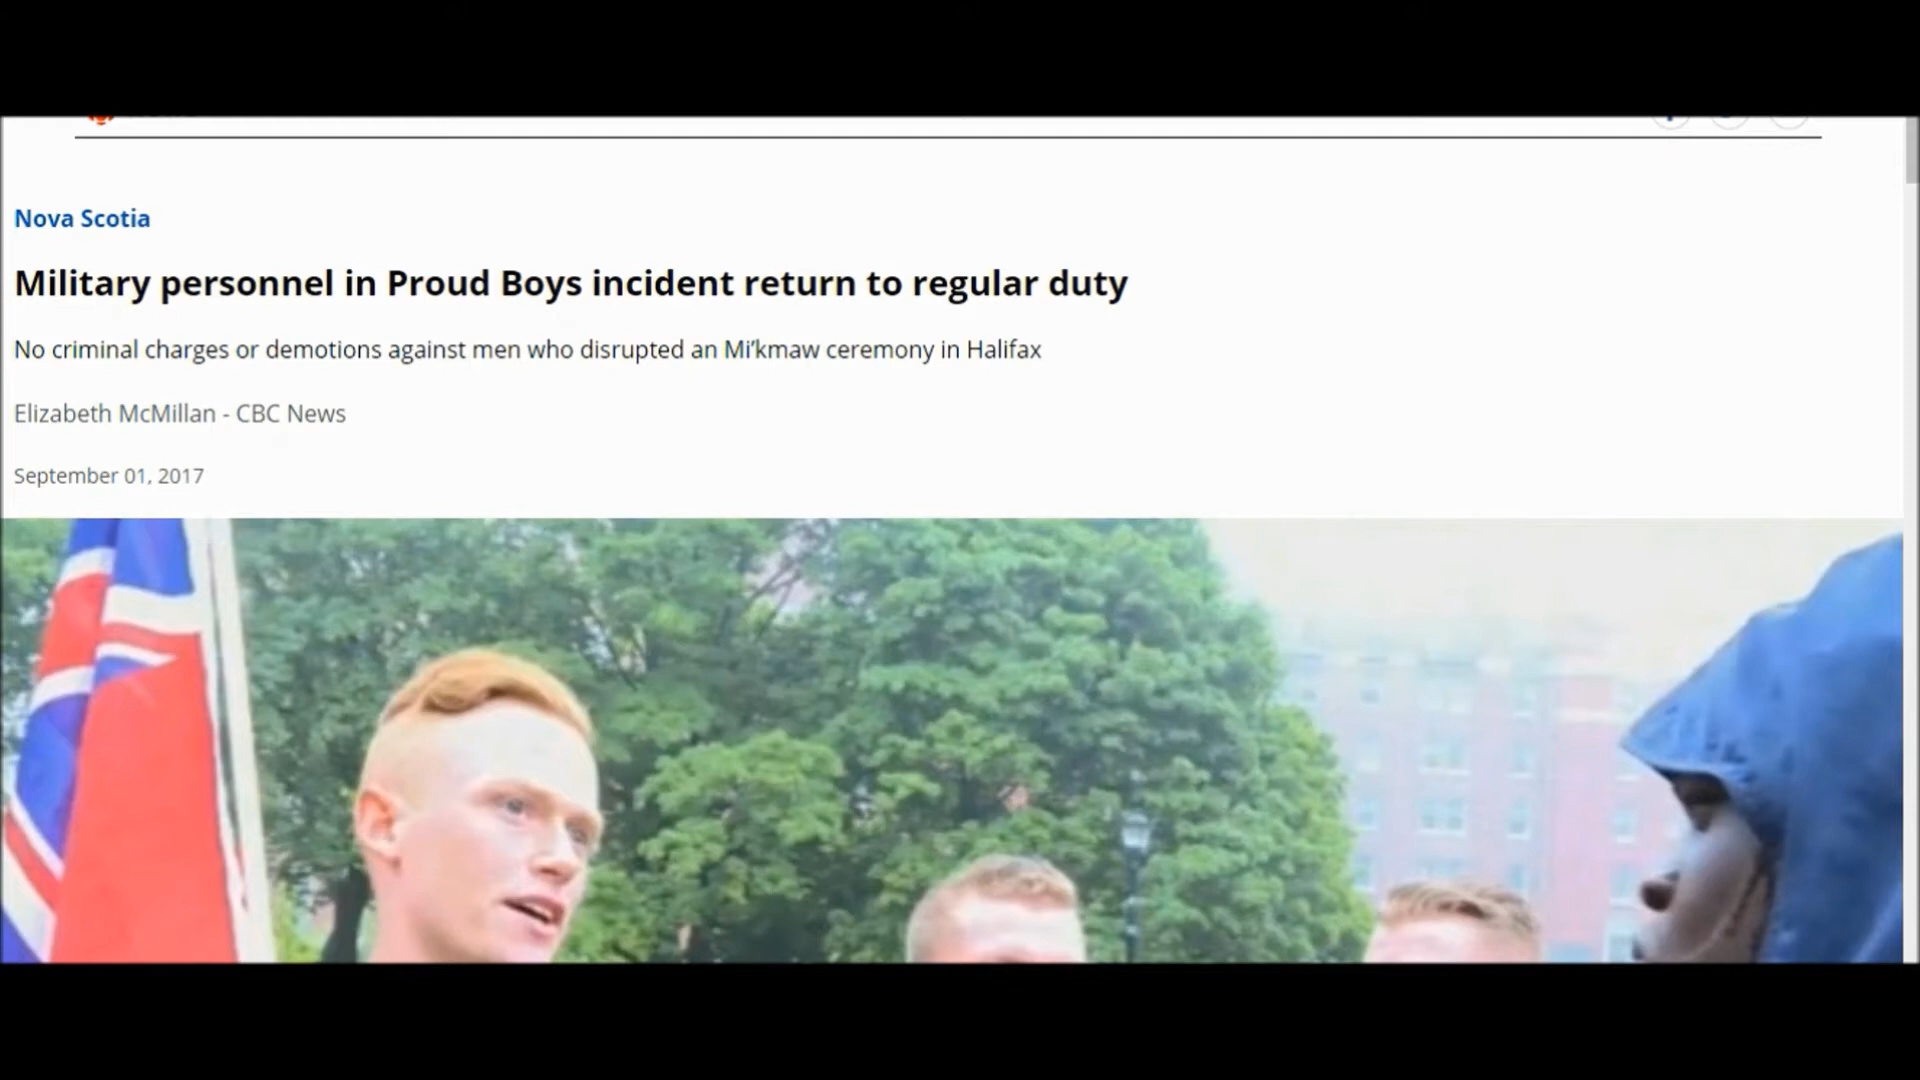 Nova Scotia
Military personnel in Proud Boys incident return to regular duty
No criminal charges or demotions against men who disrupted an Mi’kmaw ceremony in Halifax
Elizabeth McMillan - CBC News
September 01, 2017